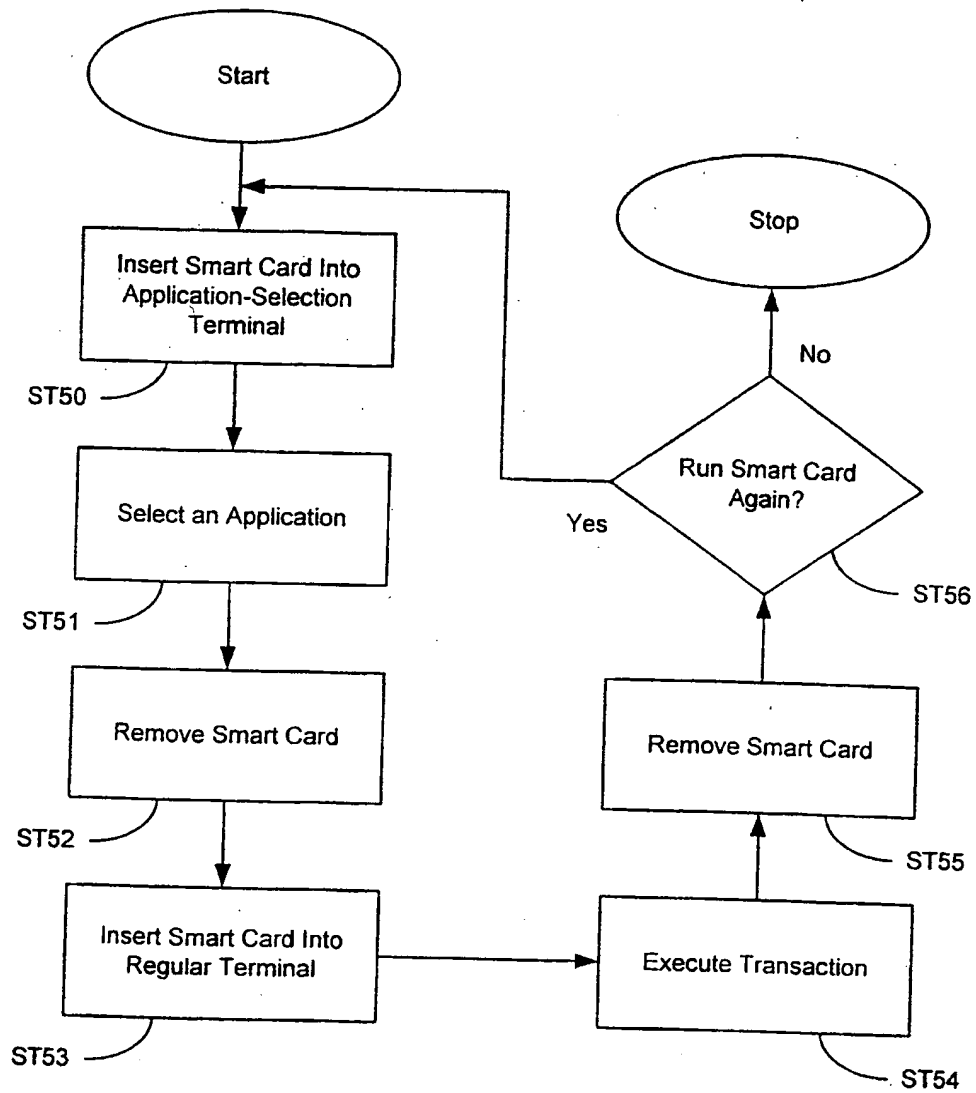 Start
Insert Smart Card Into
Application-Selection
Terminal
ST50
Select an Application
ST51
Remove Smart Card
ST52
Insert Smart Card Into
Regular Terminal
ST53
Execute Transaction
ST54
Remove Smart Card
ST55
Run Smart Card
Again?
ST56
Yes
No
Stop